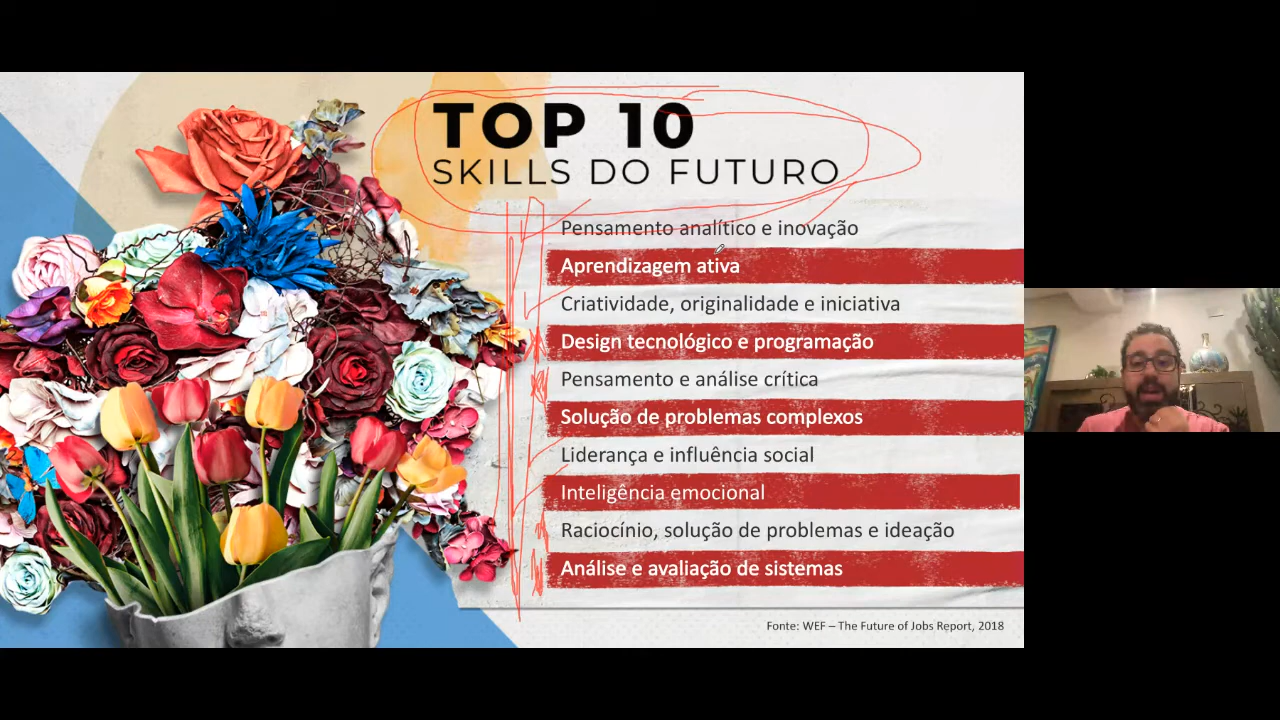 TOP 10
SKILLS DO FUTURO
Pensamento analítico e inovação
Aprendizagem ativa
Criatividade, originalidade e iniciativa
Design tecnológico e programação
Pensamento e análise crítica
Solução de problemas complexos
Liderança e influência social
Inteligência emocional
Raciocínio, solução de problemas e ideação
Análise e avaliação de sistemas
Fonte: WEF – The Future of Jobs Report, 2018